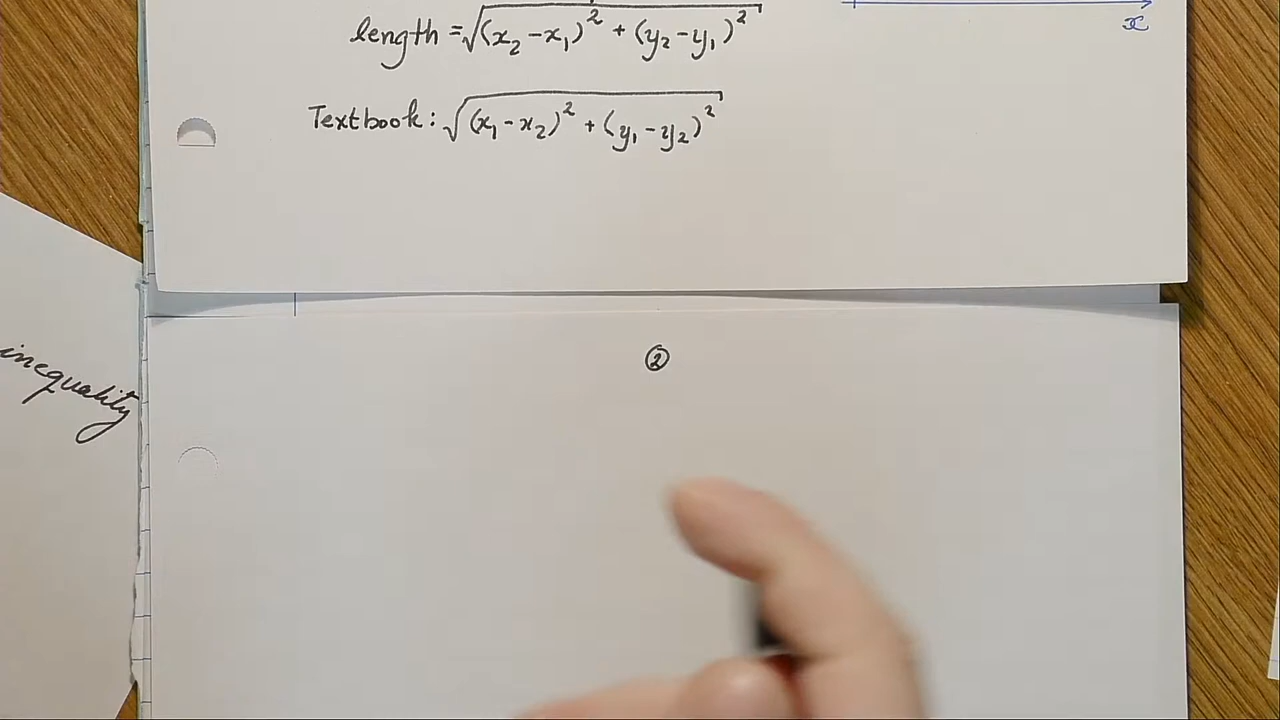 length = √(x₂ - x₁)² + (y₂ - y₁)²
x
Textbook: √(x₁ - x₂)² + (y₁ - y₂)²
②
inequality